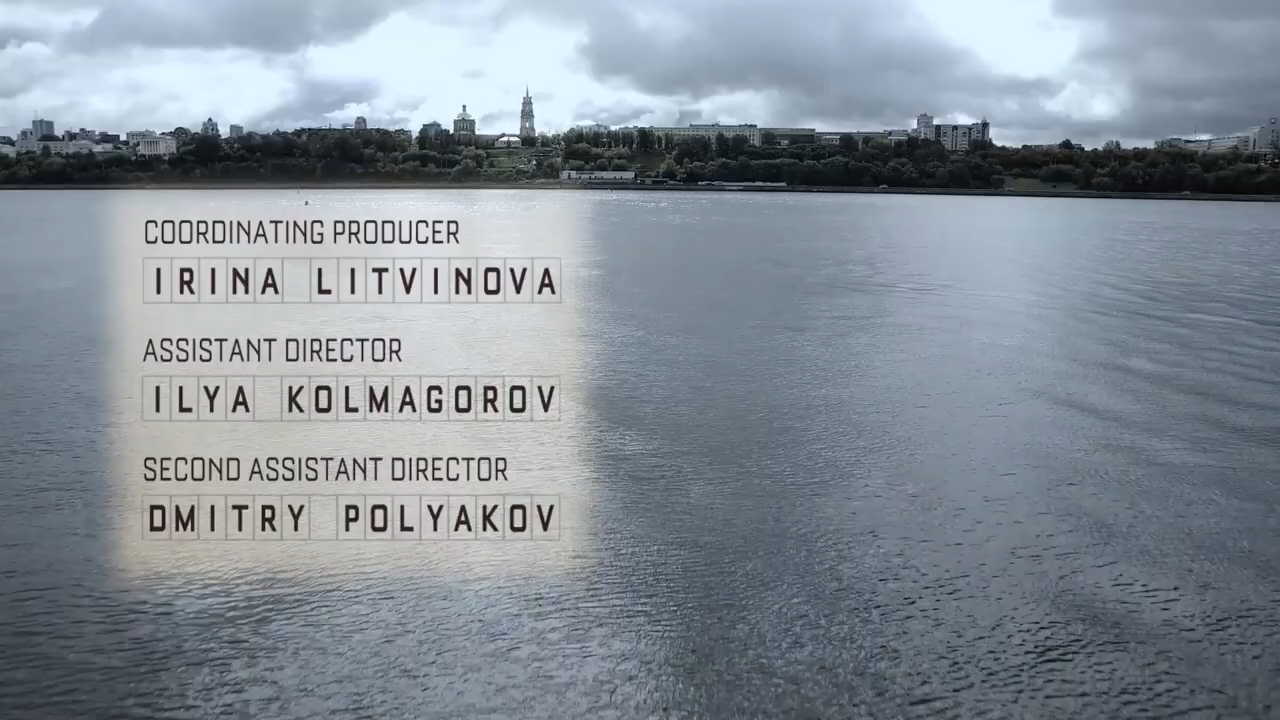 COORDINATING PRODUCER
IRINA LITVINOVA
ASSISTANT DIRECTOR
ILYA KOLMAGOROV
SECOND ASSISTANT DIRECTOR
DMITRY POLYAKOV